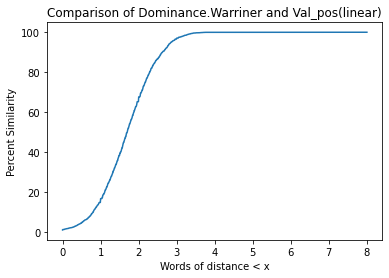 Comparison of Dominance.Warriner and Val_pos(linear)
100
80
60
40
20
0
Percent Similarity
0 1 2 3 4 5 6 7 8
Words of distance < x